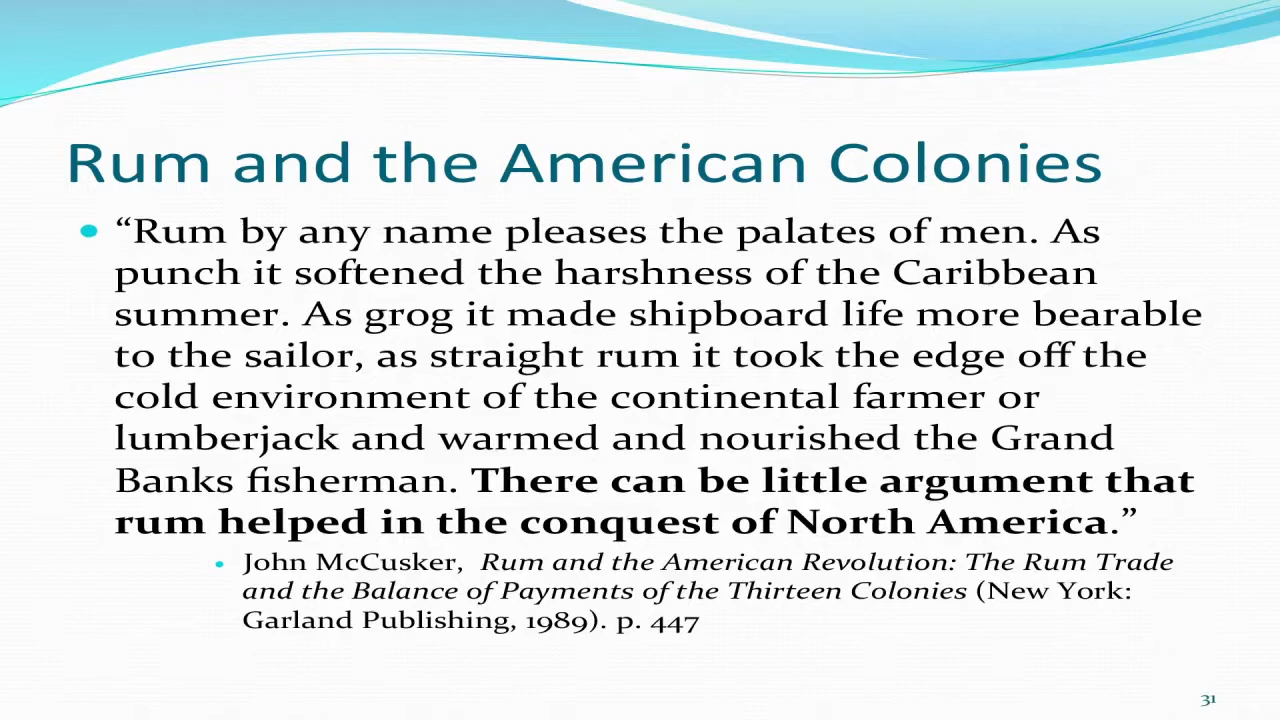 Rum and the American Colonies
“Rum by any name pleases the palates of men. As
punch it softened the harshness of the Caribbean
summer. As grog it made shipboard life more bearable
to the sailor, as straight rum it took the edge off the
cold environment of the continental farmer or
lumberjack and warmed and nourished the Grand
Banks fisherman. There can be little argument that
rum helped in the conquest of North America.”
John McCusker, Rum and the American Revolution: The Rum Trade
and the Balance of Payments of the Thirteen Colonies (New York:
Garland Publishing, 1989). p. 447
31